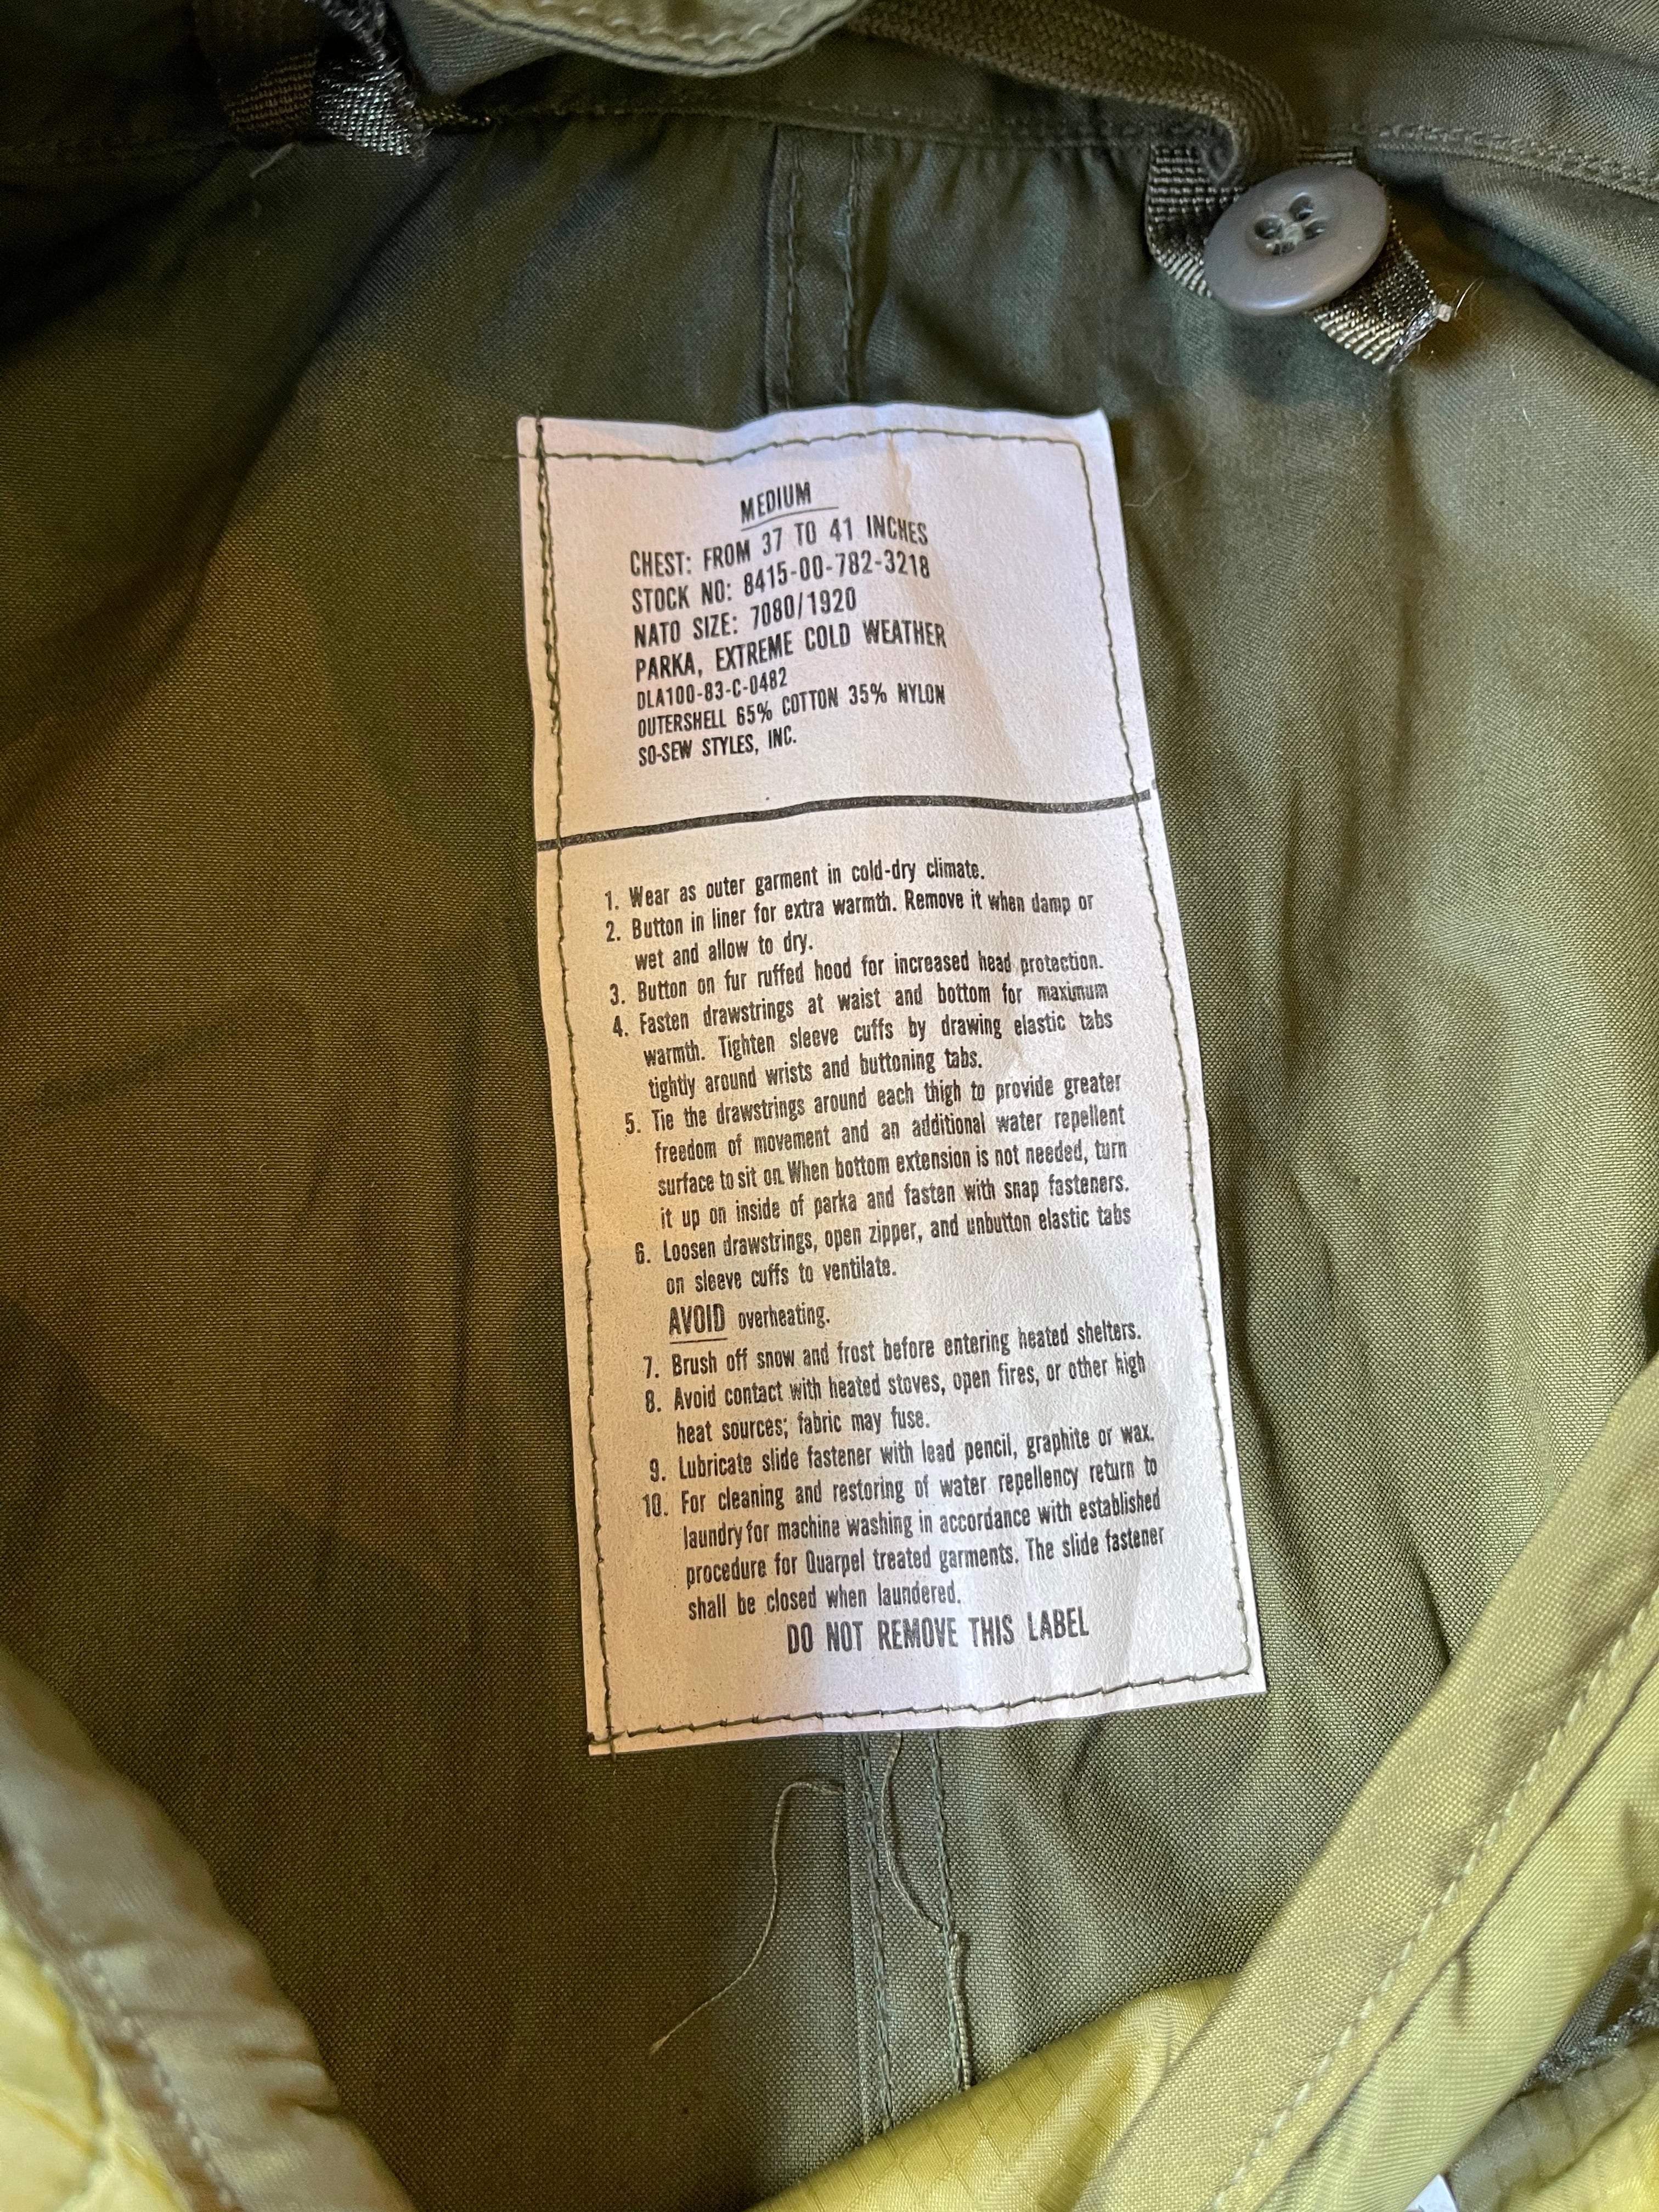 MEDIUM
CHEST: FROM 37 TO 41 INCHES
STOCK NO: 8415-00-782-3218
NATO SIZE: 7080/1920
PARKA, EXTREME COLD WEATHER
DLA100-83-C-0482
OUTERSHELL 65% COTTON 35% NYLON
SO-SEW STYLES, INC.
1. Wear as outer garment in cold-dry climate.
2. Button in liner for extra warmth. Remove it when damp or
wet and allow to dry.
3. Button on fur ruffed hood for increased head protection.
4. Fasten drawstrings at waist and bottom for maximum
warmth. Tighten sleeve cuffs by drawing elastic tabs
tightly around wrists and buttoning tabs.
5. Tie the drawstrings around each thigh to provide greater
freedom of movement and an additional water repellent
surface to sit on. When bottom extension is not needed, turn
it up on inside of parka and fasten with snap fasteners.
6. Loosen drawstrings, open zipper, and unbutton elastic tabs
on sleeve cuffs to ventilate.
AVOID overheating.
7. Brush off snow and frost before entering heated shelters.
8. Avoid contact with heated stoves, open fires, or other high
heat sources; fabric may fuse.
9. Lubricate slide fastener with lead pencil, graphite or wax.
10. For cleaning and restoring of water repellency return to
laundry for machine washing in accordance with established
procedure for Quarpel treated garments. The slide fastener
shall be closed when laundered.
DO NOT REMOVE THIS LABEL